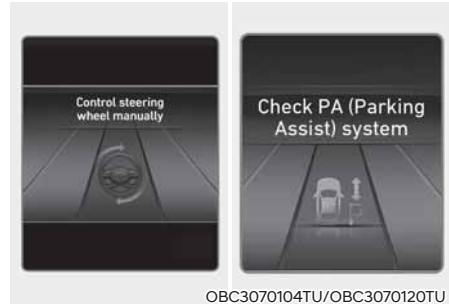 Control steering
wheel manually
Check PA (Parking
Assist) system
OBC3070104TU/OBC3070120TU